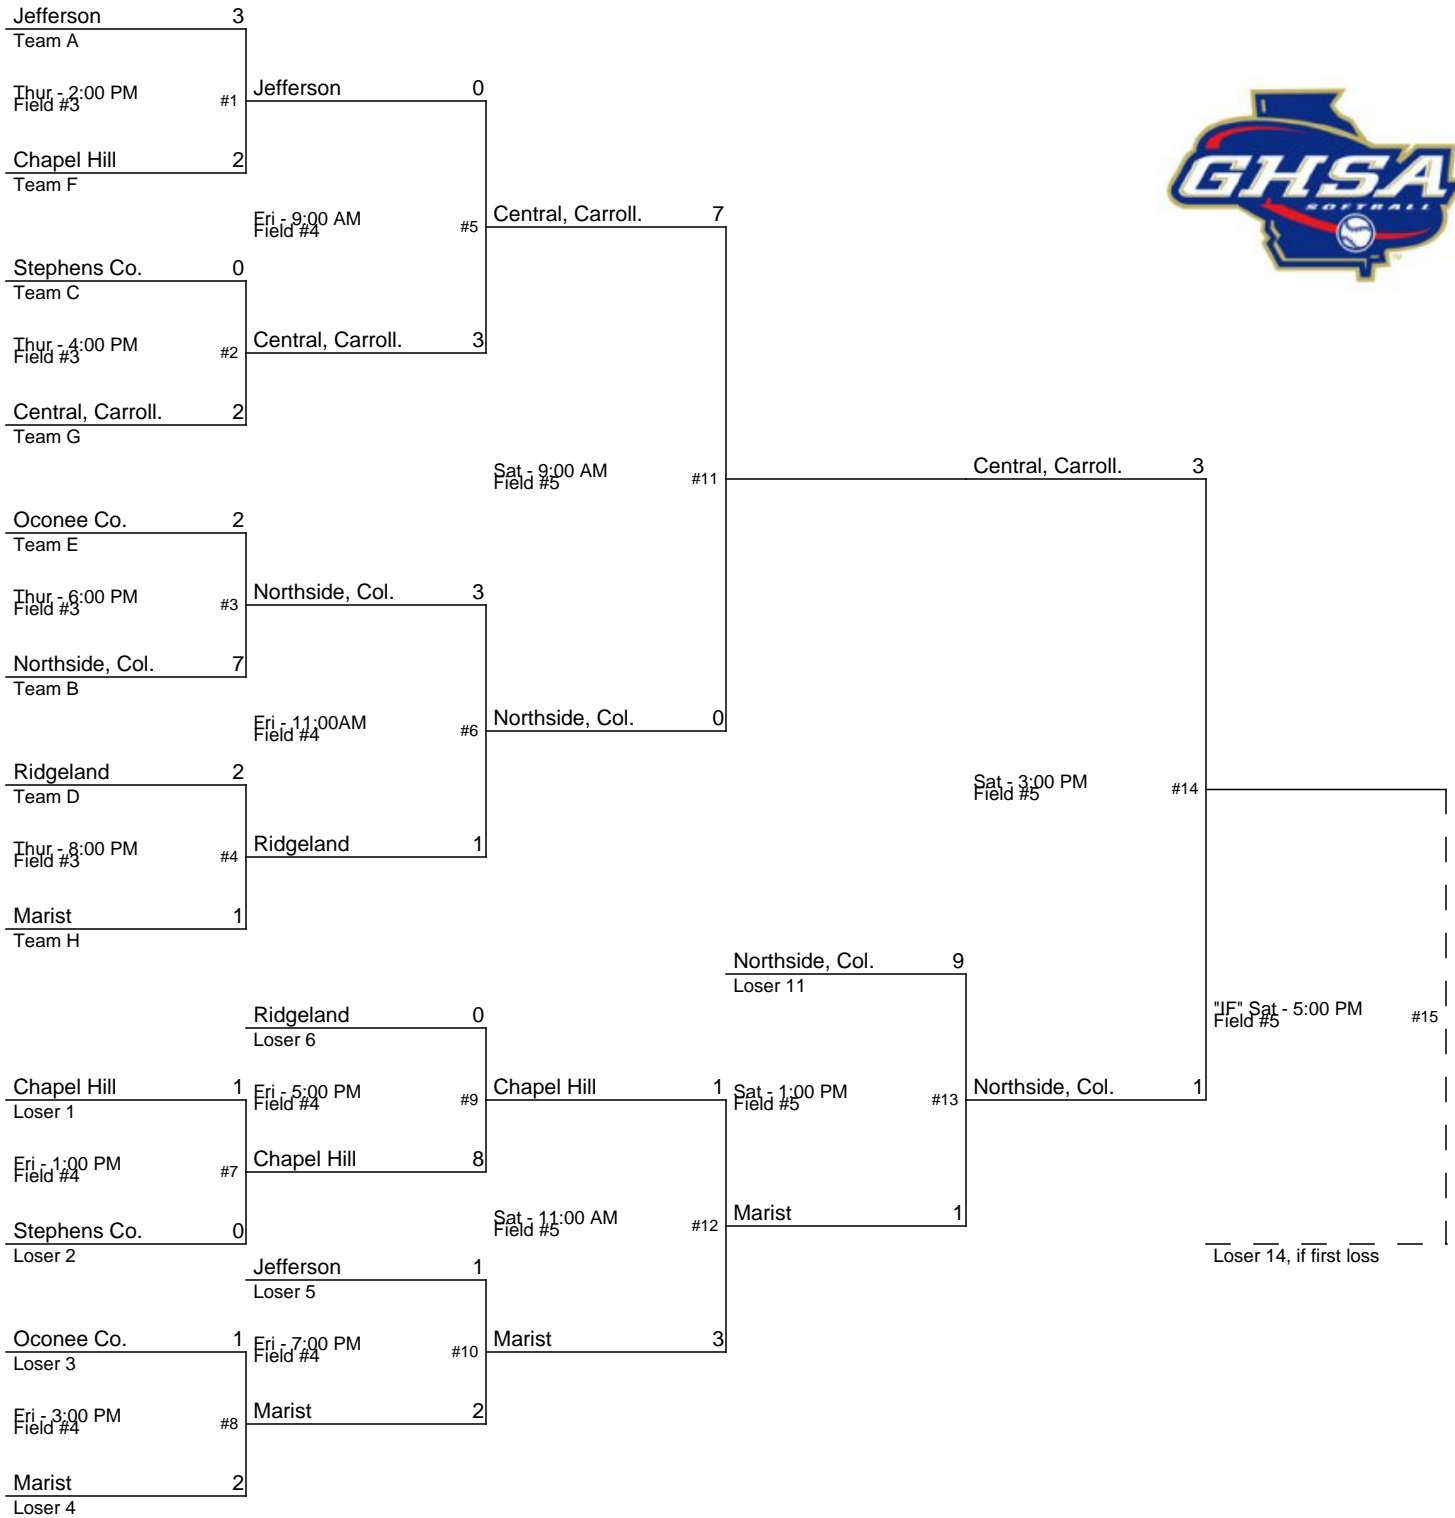 Jefferson 3
Team A
Thur - 2:00 PM
Field #3
#1
Jefferson 0
Chapel Hill 2
Team F
Fri - 9:00 AM
Field #4
#5
Central, Carroll. 7
Stephens Co. 0
Team C
Thur - 4:00 PM
Field #3
#2
Central, Carroll. 3
Central, Carroll. 2
Team G
Sat - 9:00 AM
Field #5
#11
Central, Carroll. 3
Oconee Co. 2
Team E
Thur - 6:00 PM
Field #3
#3
Northside, Col. 3
Northside, Col. 7
Team B
Fri - 11:00AM
Field #4
#6
Northside, Col. 0
Ridgeland 2
Team D
Thur - 8:00 PM
Field #3
#4
Ridgeland 1
Marist 1
Team H
Sat - 3:00 PM
Field #5
#14
Northside, Col. 9
Loser 11
Ridgeland 0
Loser 6
"IF" Sat - 5:00 PM
Field #5
#15
Chapel Hill 1
Loser 1
Fri - 5:00 PM
Field #4
#9
Chapel Hill 1
Sat - 1:00 PM
Field #5
#13
Northside, Col. 1
Fri - 1:00 PM
Field #4
#7
Chapel Hill 8
Stephens Co. 0
Loser 2
Sat - 11:00 AM
Field #5
#12
Marist 1
Loser 14, if first loss
Jefferson 1
Loser 5
Oconee Co. 1
Loser 3
Fri - 7:00 PM
Field #4
#10
Marist 3
Fri - 3:00 PM
Field #4
#8
Marist 2
Marist 2
Loser 4
GHSA
SOFTBALL
TM